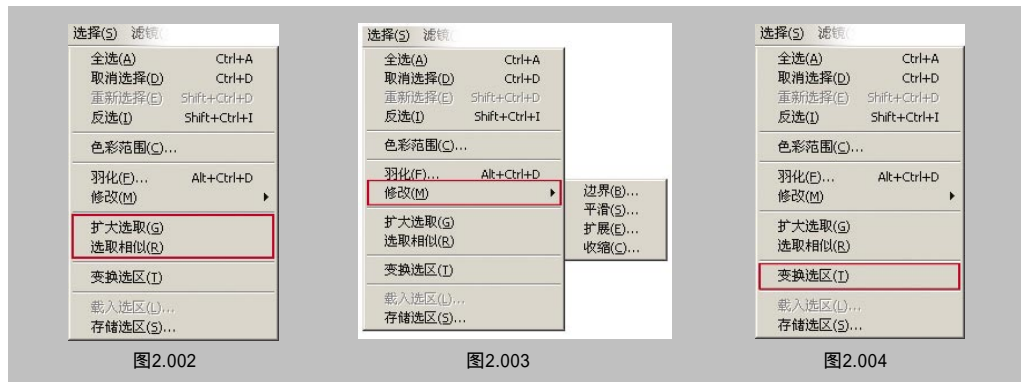 选择(S) 滤镜(
全选(A) Ctrl+A
取消选择(D) Ctrl+D
重新选择(E) Shift+Ctrl+D
反选(I) Shift+Ctrl+I
色彩范围(C)...
羽化(F)... Alt+Ctrl+D
修改(M)
扩大选取(G)
选取相似(R)
变换选区(T)
载入选区(L)...
存储选区(S)...
图2.002
选择(S) 滤镜(
全选(A) Ctrl+A
取消选择(D) Ctrl+D
重新选择(E) Shift+Ctrl+D
反选(I) Shift+Ctrl+I
色彩范围(C)...
羽化(F)... Alt+Ctrl+D
修改(M)
边界(B)...
平滑(S)...
扩展(E)...
收缩(C)...
扩大选取(G)
选取相似(R)
变换选区(T)
载入选区(L)...
存储选区(S)...
图2.003
选择(S) 滤镜(
全选(A) Ctrl+A
取消选择(D) Ctrl+D
重新选择(E) Shift+Ctrl+D
反选(I) Shift+Ctrl+I
色彩范围(C)...
羽化(F)... Alt+Ctrl+D
修改(M)
扩大选取(G)
选取相似(R)
变换选区(T)
载入选区(L)...
存储选区(S)...
图2.004